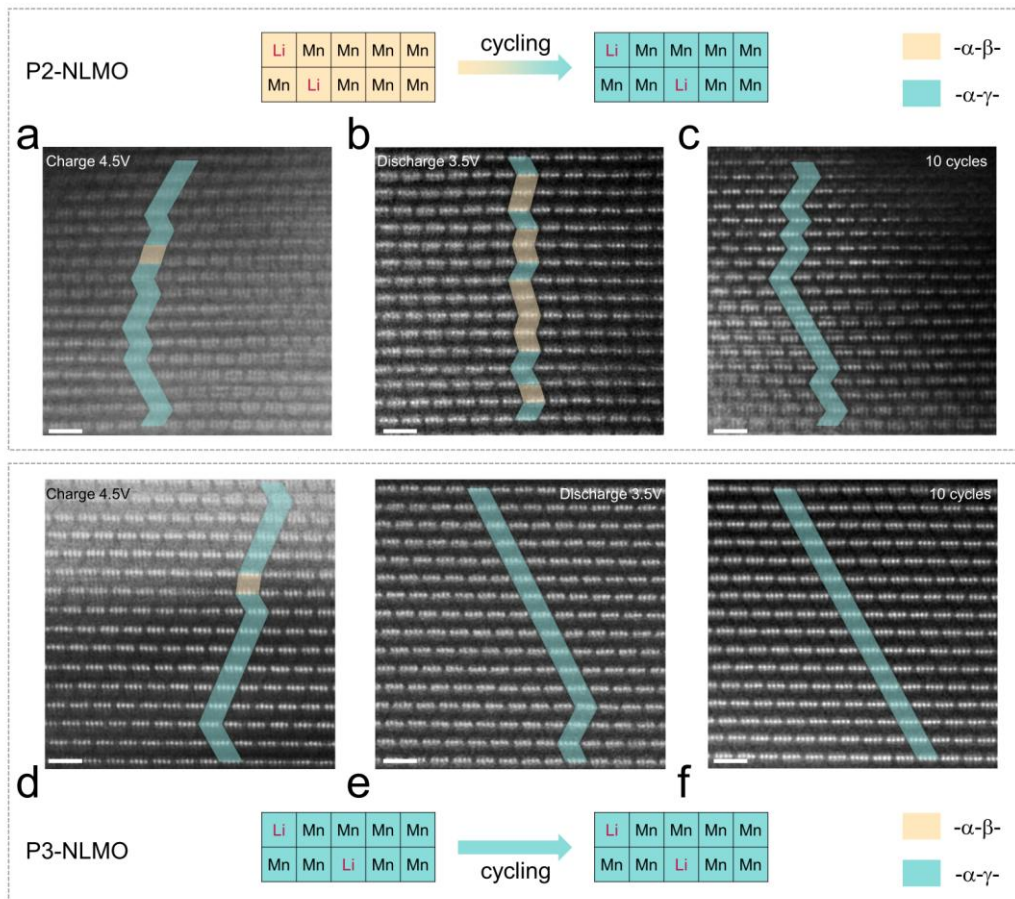 P2-NLMO
Li Mn Mn Mn Mn
Mn Li Mn Mn Mn
cycling
Li Mn Mn Mn Mn
Mn Mn Li Mn Mn
-α-β-
-α-γ-
a
Charge 4.5V
b
Discharge 3.5V
c
10 cycles
Charge 4.5V
Discharge 3.5V
10 cycles
d
e
f
P3-NLMO
Li Mn Mn Mn Mn
Mn Mn Li Mn Mn
cycling
Li Mn Mn Mn Mn
Mn Mn Li Mn Mn
-α-β-
-α-γ-